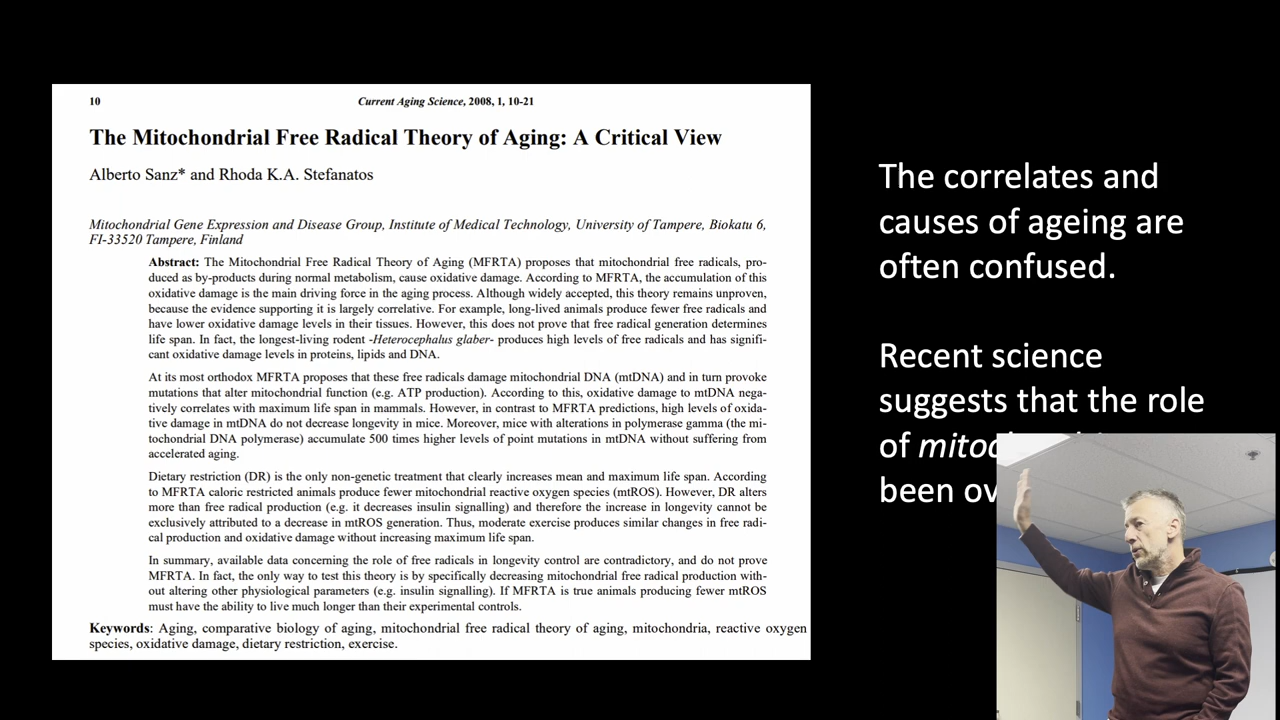 10
Current Aging Science, 2008, 1, 10-21
The Mitochondrial Free Radical Theory of Aging: A Critical View
Alberto Sanz* and Rhoda K.A. Stefanatos
Mitochondrial Gene Expression and Disease Group, Institute of Medical Technology, University of Tampere, Biokatu 6,
FI-33520 Tampere, Finland
Abstract: The Mitochondrial Free Radical Theory of Aging (MFRTA) proposes that mitochondrial free radicals, pro-
duced as by-products during normal metabolism, cause oxidative damage. According to MFRTA, the accumulation of this
oxidative damage is the main driving force in the aging process. Although widely accepted, this theory remains unproven,
because the evidence supporting it is largely correlative. For example, long-lived animals produce fewer free radicals and
have lower oxidative damage levels in their tissues. However, this does not prove that free radical generation determines
life span. In fact, the longest-living rodent -Heterocephalus glaber- produces high levels of free radicals and has signifi-
cant oxidative damage levels in proteins, lipids and DNA.
At its most orthodox MFRTA proposes that these free radicals damage mitochondrial DNA (mtDNA) and in turn provoke
mutations that alter mitochondrial function (e.g. ATP production). According to this, oxidative damage to mtDNA nega-
tively correlates with maximum life span in mammals. However, in contrast to MFRTA predictions, high levels of oxida-
tive damage in mtDNA do not decrease longevity in mice. Moreover, mice with alterations in polymerase gamma (the mi-
tochondrial DNA polymerase) accumulate 500 times higher levels of point mutations in mtDNA without suffering from
accelerated aging.
Dietary restriction (DR) is the only non-genetic treatment that clearly increases mean and maximum life span. According
to MFRTA caloric restricted animals produce fewer mitochondrial reactive oxygen species (mtROS). However, DR alters
more than free radical production (e.g. it decreases insulin signalling) and therefore the increase in longevity cannot be
exclusively attributed to a decrease in mtROS generation. Thus, moderate exercise produces similar changes in free radi-
cal production and oxidative damage without increasing maximum life span.
In summary, available data concerning the role of free radicals in longevity control are contradictory, and do not prove
MFRTA. In fact, the only way to test this theory is by specifically decreasing mitochondrial free radical production with-
out altering other physiological parameters (e.g. insulin signalling). If MFRTA is true animals producing fewer mtROS
must have the ability to live much longer than their experimental controls.
Keywords: Aging, comparative biology of aging, mitochondrial free radical theory of aging, mitochondria, reactive oxygen
species, oxidative damage, dietary restriction, exercise.
The correlates and
causes of ageing are
often confused.
Recent science
suggests that the role
of
been